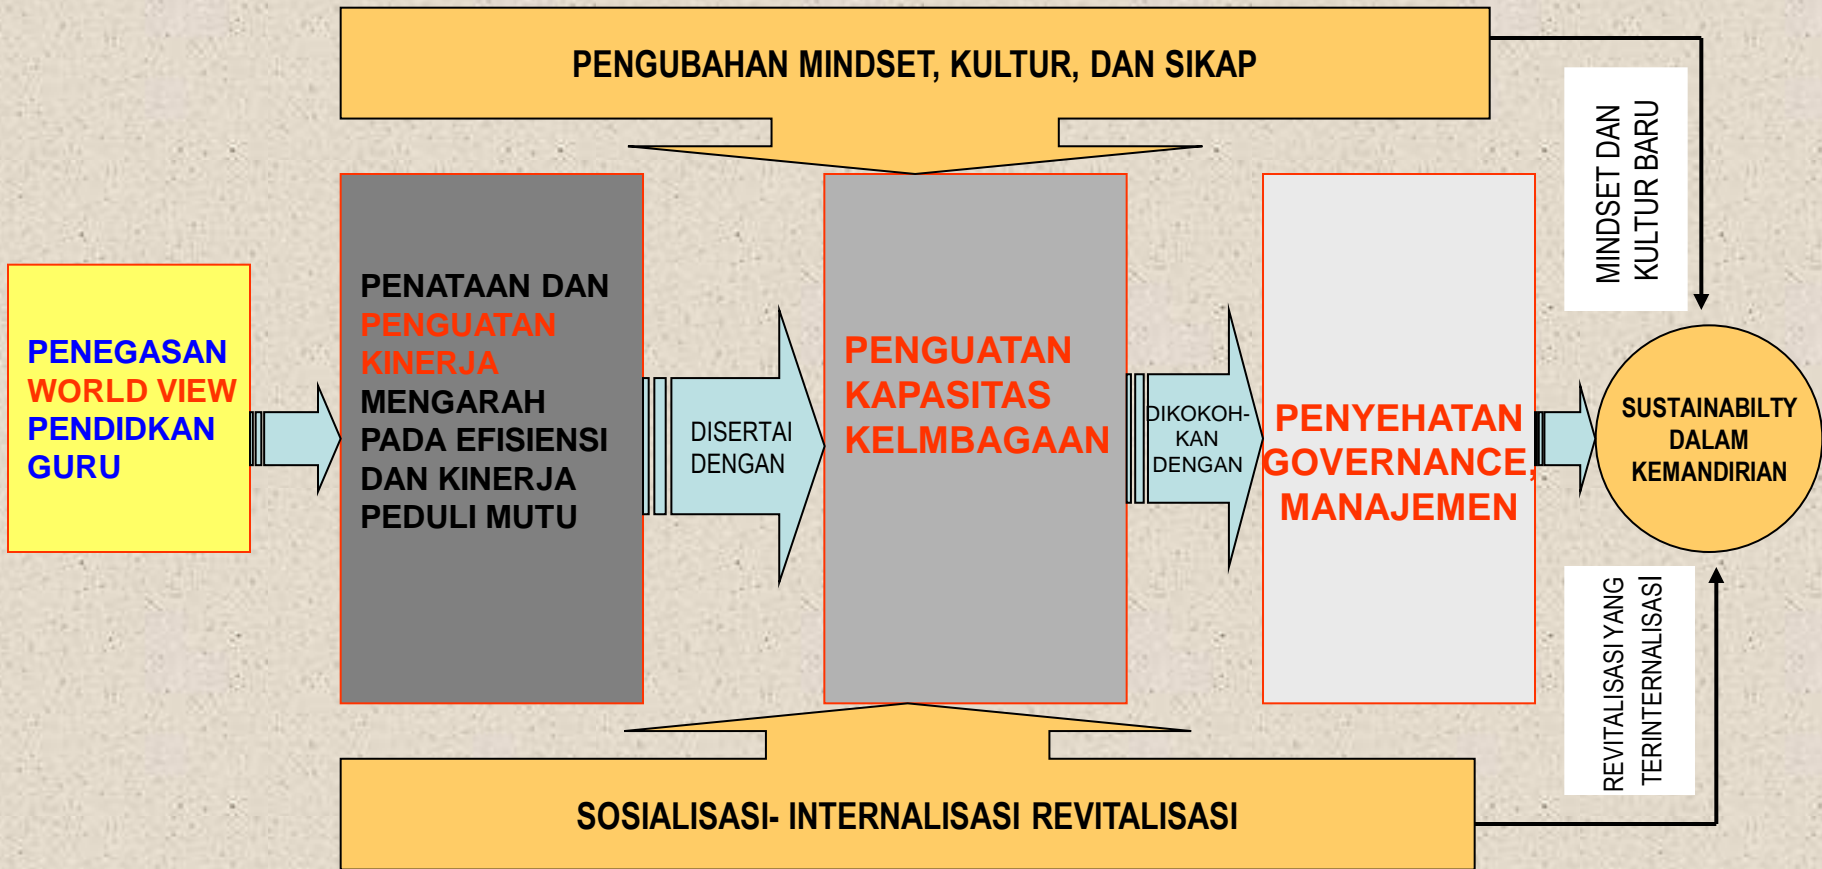 PENGUBAHAN MINDSET, KULTUR, DAN SIKAP
MINDSET DAN
KULTUR BARU
PENEGASAN
WORLD VIEW
PENDIDKAN
GURU
PENATAAN DAN
PENGUATAN
KINERJA
MENGARAH
PADA EFISIENSI
DAN KINERJA
PEDULI MUTU
DISERTAI
DENGAN
PENGUATAN
KAPASITAS
KELMBAGAAN
DIKOKOH-
KAN
DENGAN
PENYEHATAN
GOVERNANCE,
MANAJEMEN
SUSTAINABILTY
DALAM
KEMANDIRIAN
REVITALISASI YANG
TERINTERNALISASI
SOSIALISASI- INTERNALISASI REVITALISASI